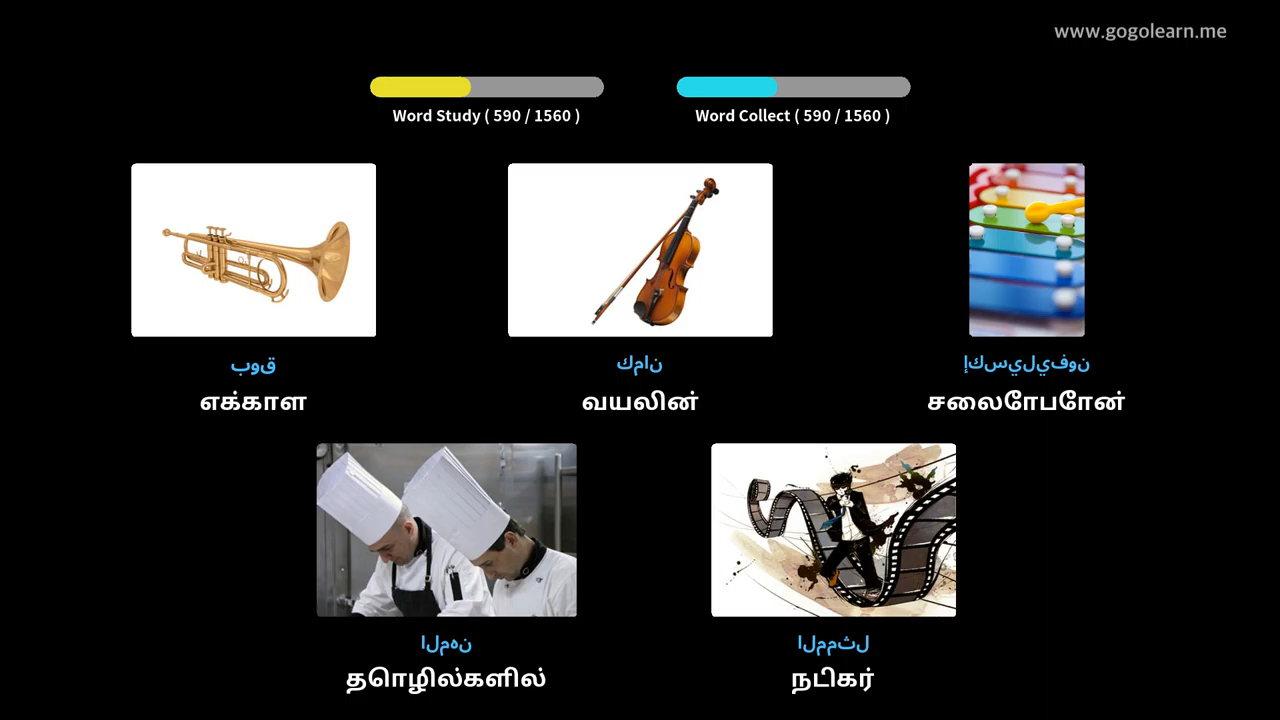 www.gogolearn.me
Word Study ( 590 / 1560 )
Word Collect ( 590 / 1560 )
بوق
எக்காள
كمان
வயலின்
إكسيليفون
சைலோபோன்
المهن
தொழில்களில்
الممثل
நடிகர்